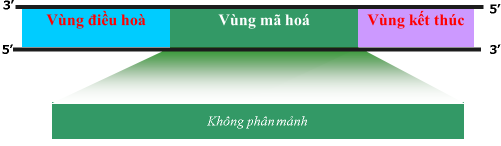 3’ 5’
Vùng điều hoà Vùng mã hoá Vùng kết thúc
5’ 3’
Không phân mảnh